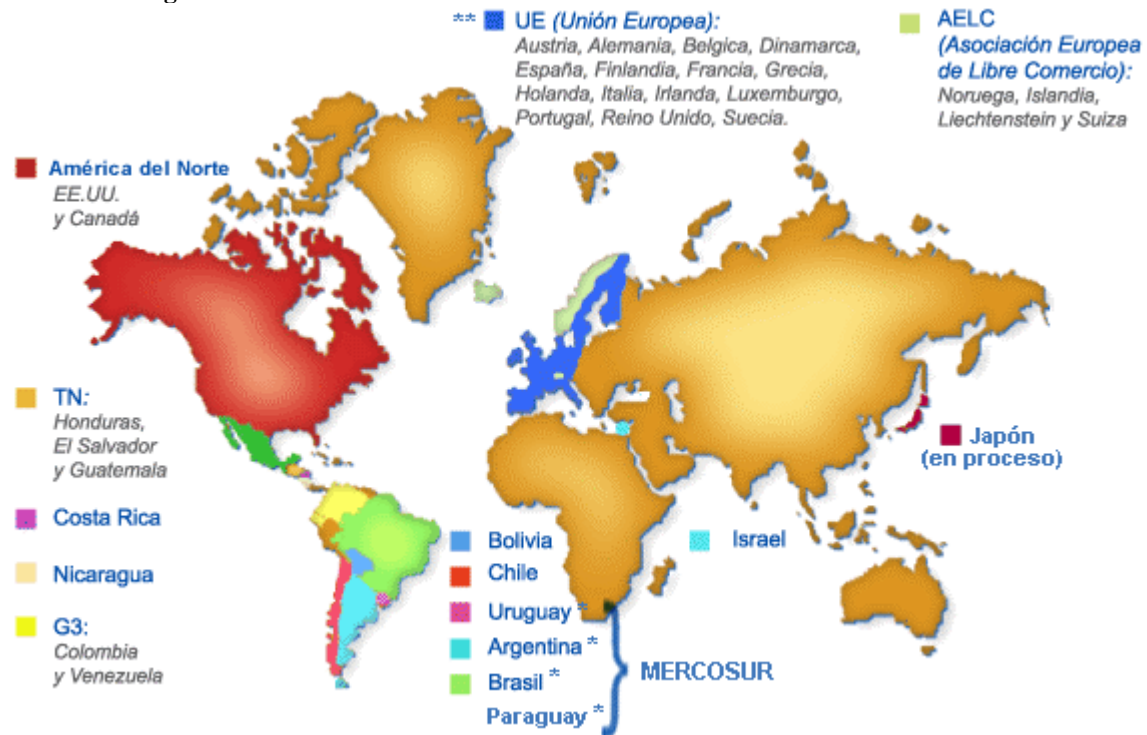 ** UE (Unión Europea):
Austria, Alemania, Belgica, Dinamarca,
España, Finlandia, Francia, Grecia,
Holanda, Italia, Irlanda, Luxemburgo,
Portugal, Reino Unido, Suecia.
AELC
(Asociación Europea
de Libre Comercio):
Noruega, Islandia,
Liechtenstein y Suiza
América del Norte
EE.UU.
y Canadá
TN:
Honduras,
El Salvador
y Guatemala
Costa Rica
Nicaragua
G3:
Colombia
y Venezuela
Bolivia
Chile
Uruguay *
Argentina *
Brasil *
Paraguay *
MERCOSUR
Israel
Japón
(en proceso)